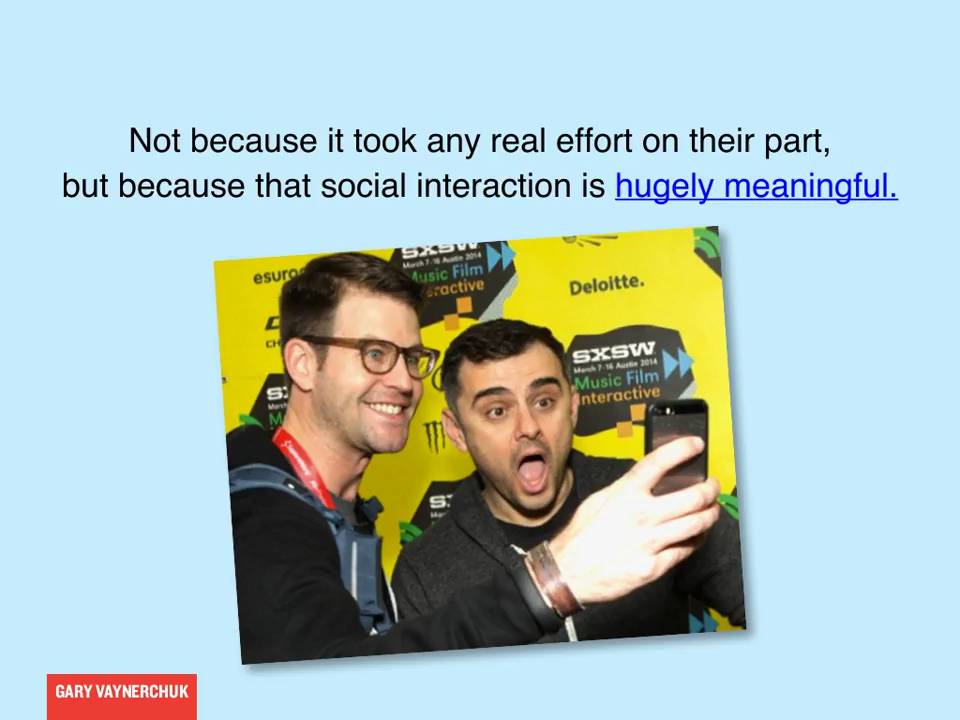 Not because it took any real effort on their part,
but because that social interaction is hugely meaningful.
SXSW
March 7-16 Austin 2014
Music Film
Deloitte.
SXSW
March 7-16 Austin 2014
Music Film
Interactive
GARY VAYNERCHUK